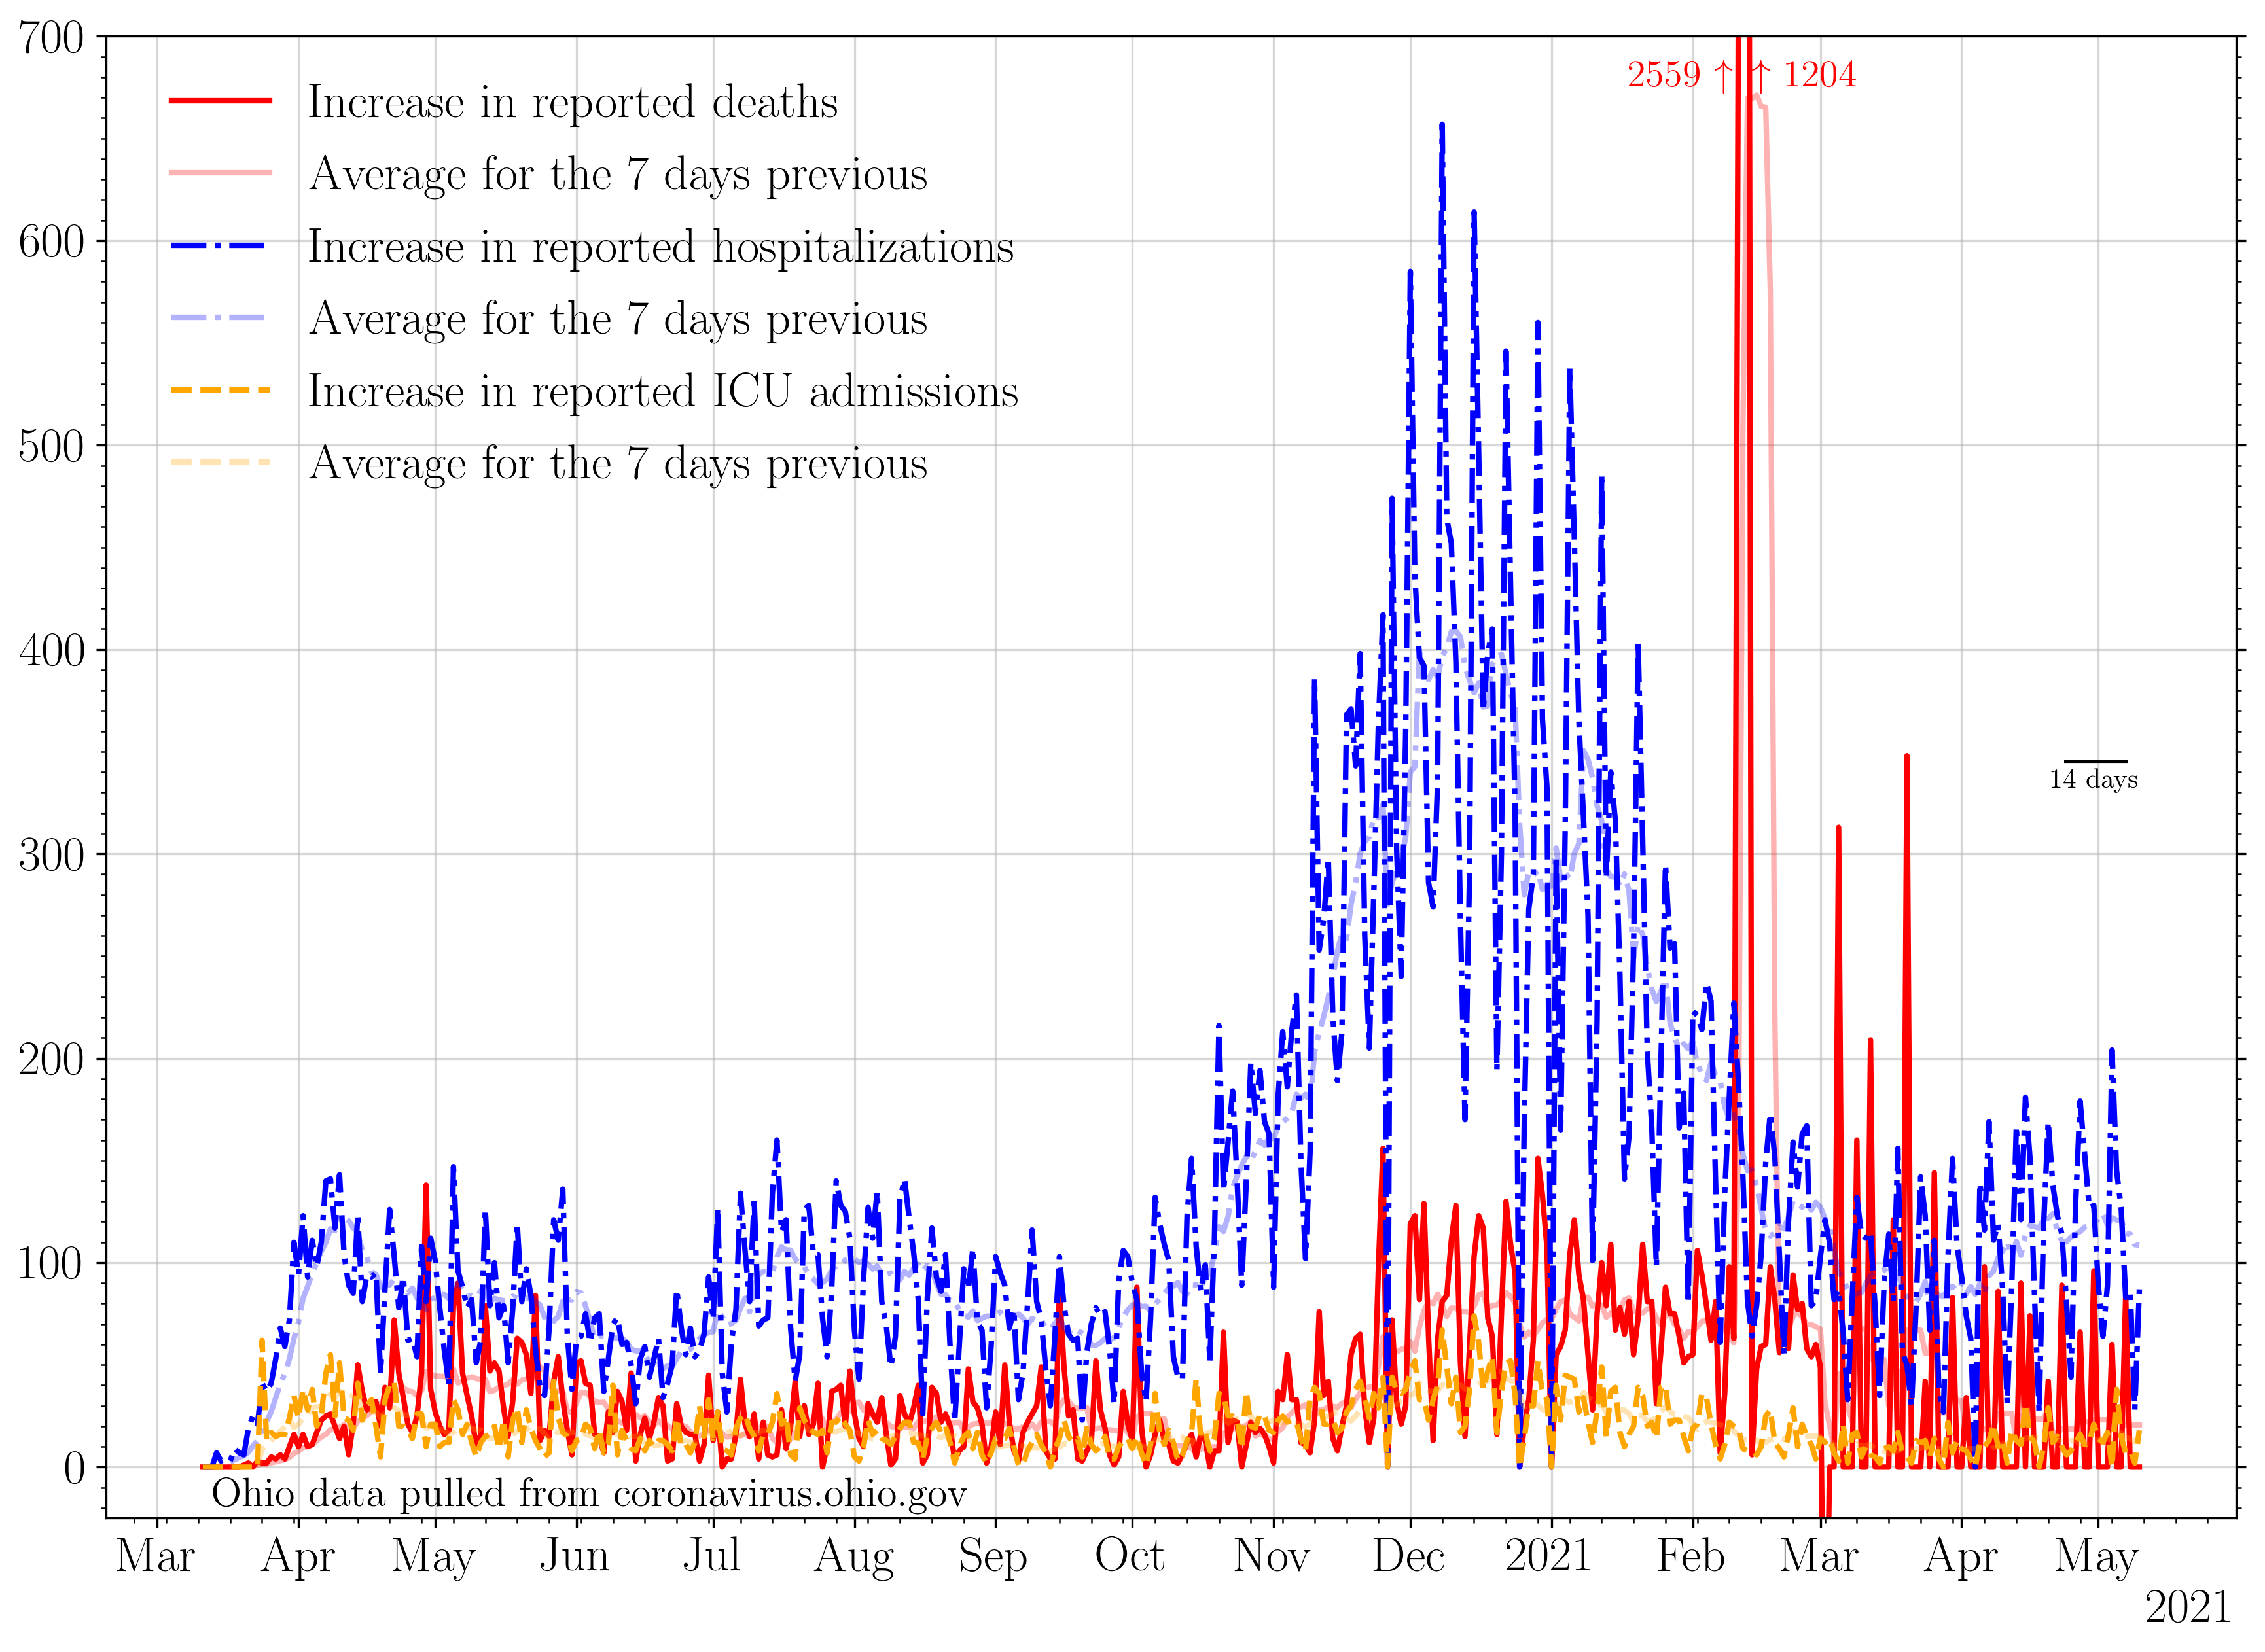 700
600
500
400
300
200
100
0
2559 ↑ ↑ 1204
Increase in reported deaths
Average for the 7 days previous
Increase in reported hospitalizations
Average for the 7 days previous
Increase in reported ICU admissions
Average for the 7 days previous
14 days
Ohio data pulled from coronavirus.ohio.gov
Mar Apr May Jun Jul Aug Sep Oct Nov Dec 2021 Feb Mar Apr May
2021